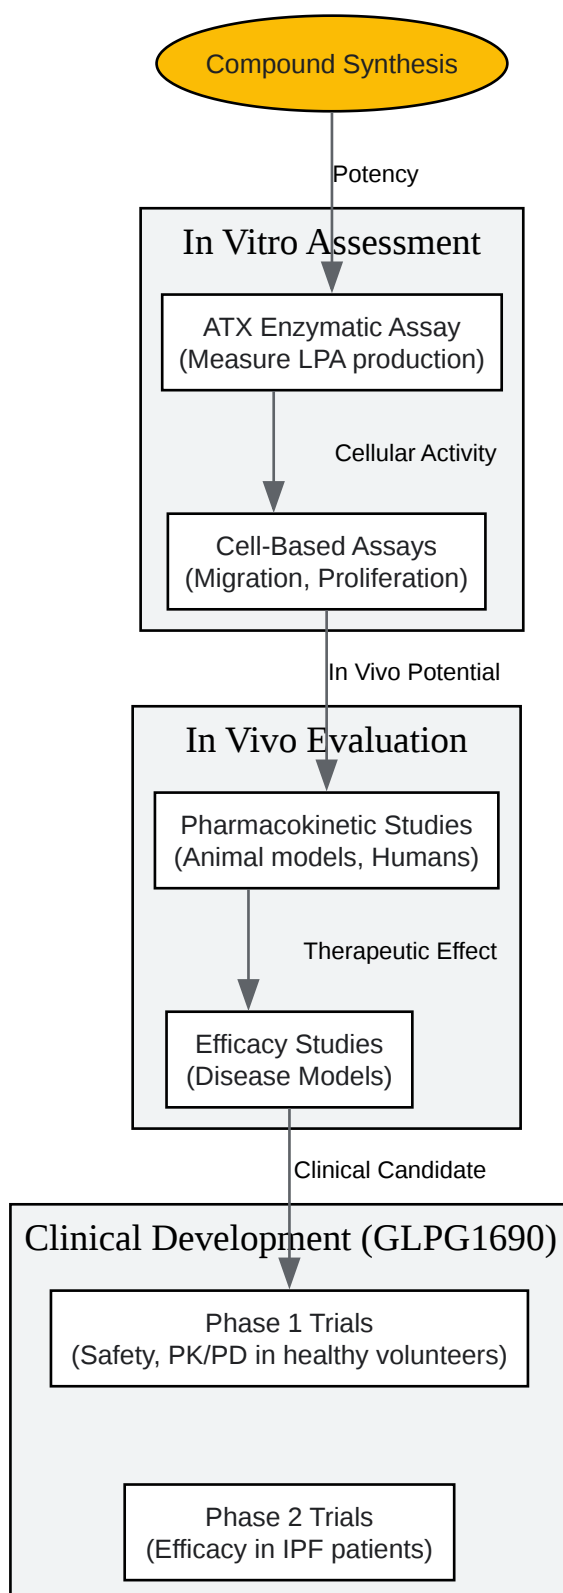 Compound Synthesis
Potency
In Vitro Assessment
ATX Enzymatic Assay
(Measure LPA production)
Cellular Activity
Cell-Based Assays
(Migration, Proliferation)
In Vivo Potential
In Vivo Evaluation
Pharmacokinetic Studies
(Animal models, Humans)
Therapeutic Effect
Efficacy Studies
(Disease Models)
Clinical Candidate
Clinical Development (GLPG1690)
Phase 1 Trials
(Safety, PK/PD in healthy volunteers)
Phase 2 Trials
(Efficacy in IPF patients)